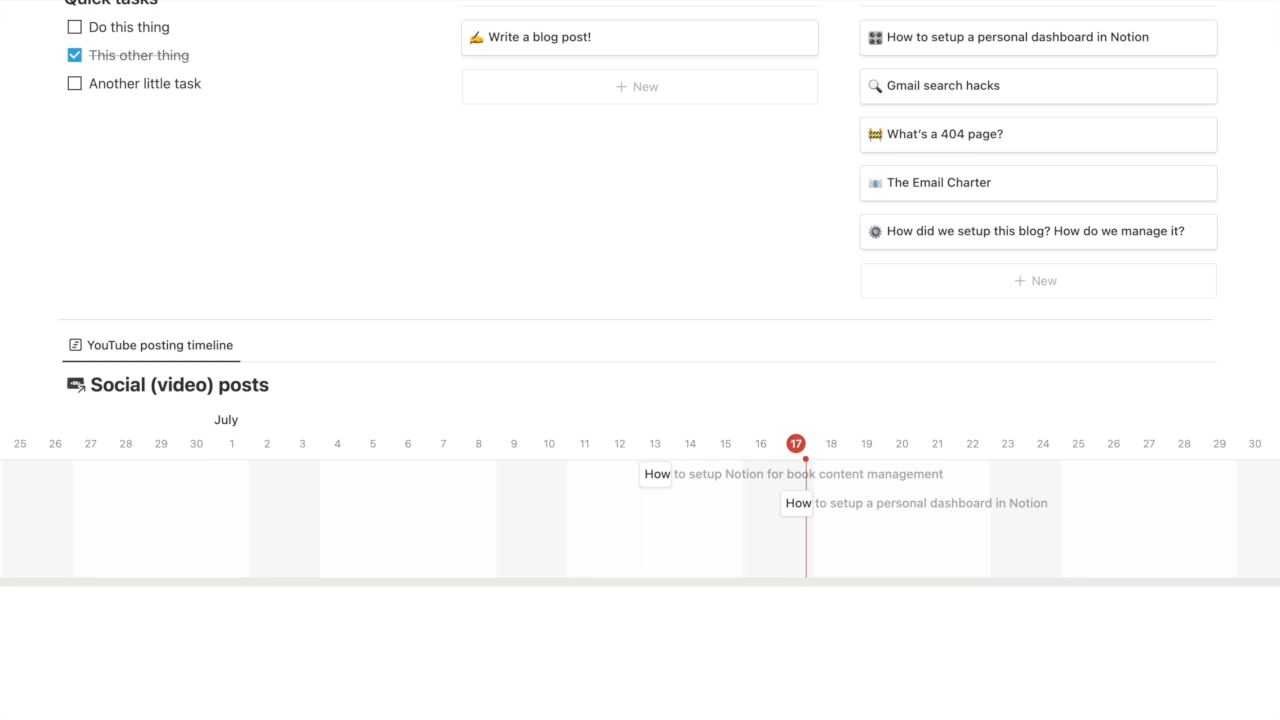 Quick tasks
Do this thing
This other thing
Another little task
✍️ Write a blog post!
+ New
🎛️ How to setup a personal dashboard in Notion
🔍 Gmail search hacks
🚧 What's a 404 page?
📧 The Email Charter
⚙️ How did we setup this blog? How do we manage it?
+ New
YouTube posting timeline
Social (video) posts
July
25 26 27 28 29 30 1 2 3 4 5 6 7 8 9 10 11 12 13 14 15 16 17 18 19 20 21 22 23 24 25 26 27 28 29 30
How to setup Notion for book content management
How to setup a personal dashboard in Notion